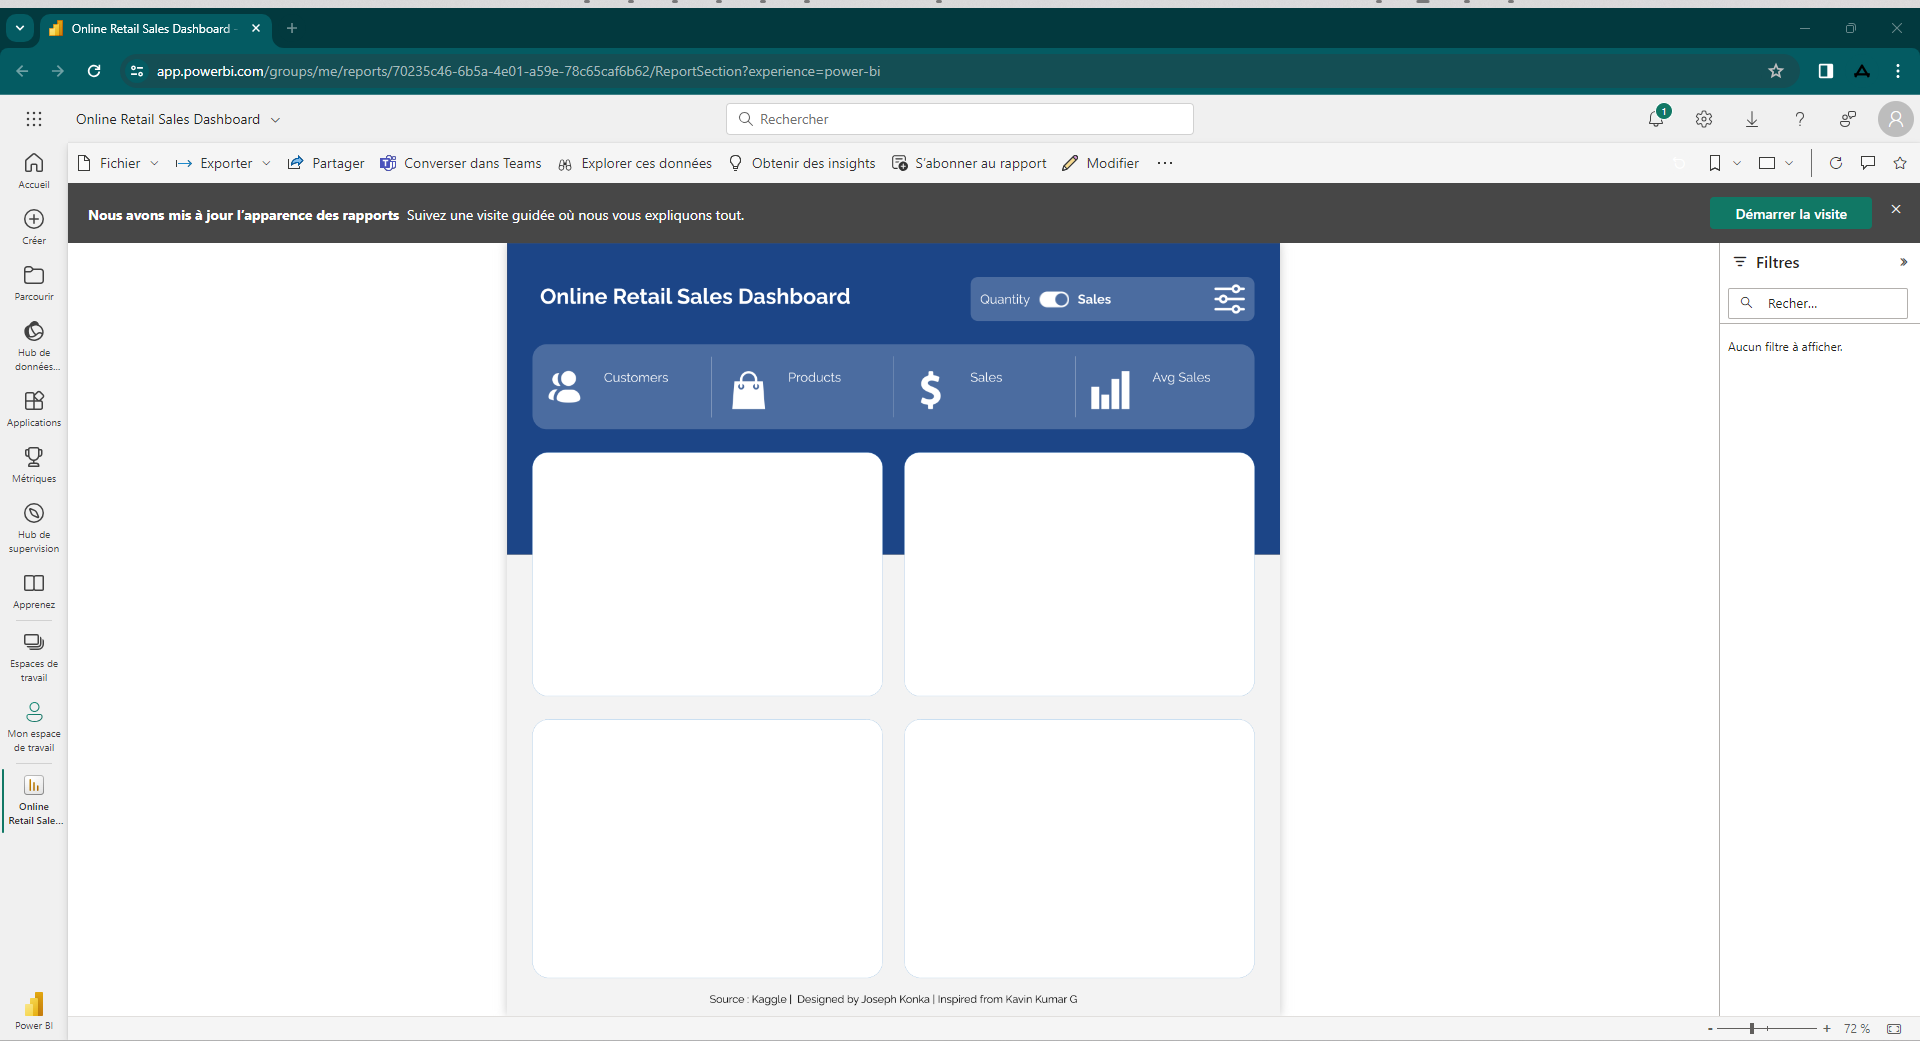 Online Retail Sales Dashboard -
app.powerbi.com/groups/me/reports/70235c46-6b5a-4e01-a59e-78c65caf6b62/ReportSection?experience=power-bi
Online Retail Sales Dashboard
Rechercher
1
Fichier
Exporter
Partager
Converser dans Teams
Explorer ces données
Obtenir des insights
S'abonner au rapport
Modifier
Accueil
Créer
Parcourir
Hub de
données...
Applications
Métriques
Hub de
supervision
Apprenez
Espaces de
travail
Mon espace
de travail
Online
Retail Sale...
Power BI
Nous avons mis à jour l'apparence des rapports Suivez une visite guidée où nous vous expliquons tout.
Démarrer la visite
Online Retail Sales Dashboard
Quantity
Sales
Customers
Products
Sales
Avg Sales
Source : Kaggle | Designed by Joseph Konka | Inspired from Kavin Kumar G
Filtres
Recher...
Aucun filtre à afficher.
- + 72 %